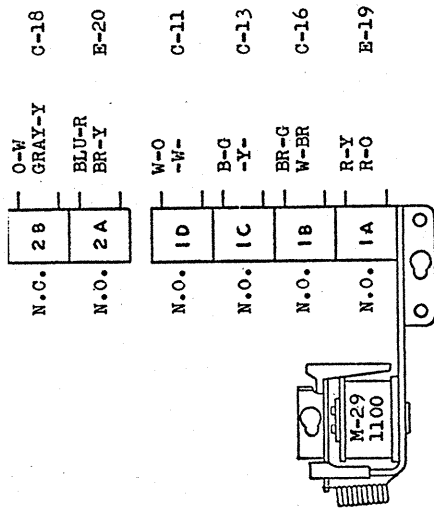 N.C. 2B O-W C-18
GRAY-Y
N.O. 2A BLU-R E-20
BR-Y
N.O. 1D W-O C-11
-W-
N.O. 1C B-G C-13
-Y-
N.O. 1B BR-G C-16
W-BR
N.O. 1A R-Y E-19
R-O
M-29
1100